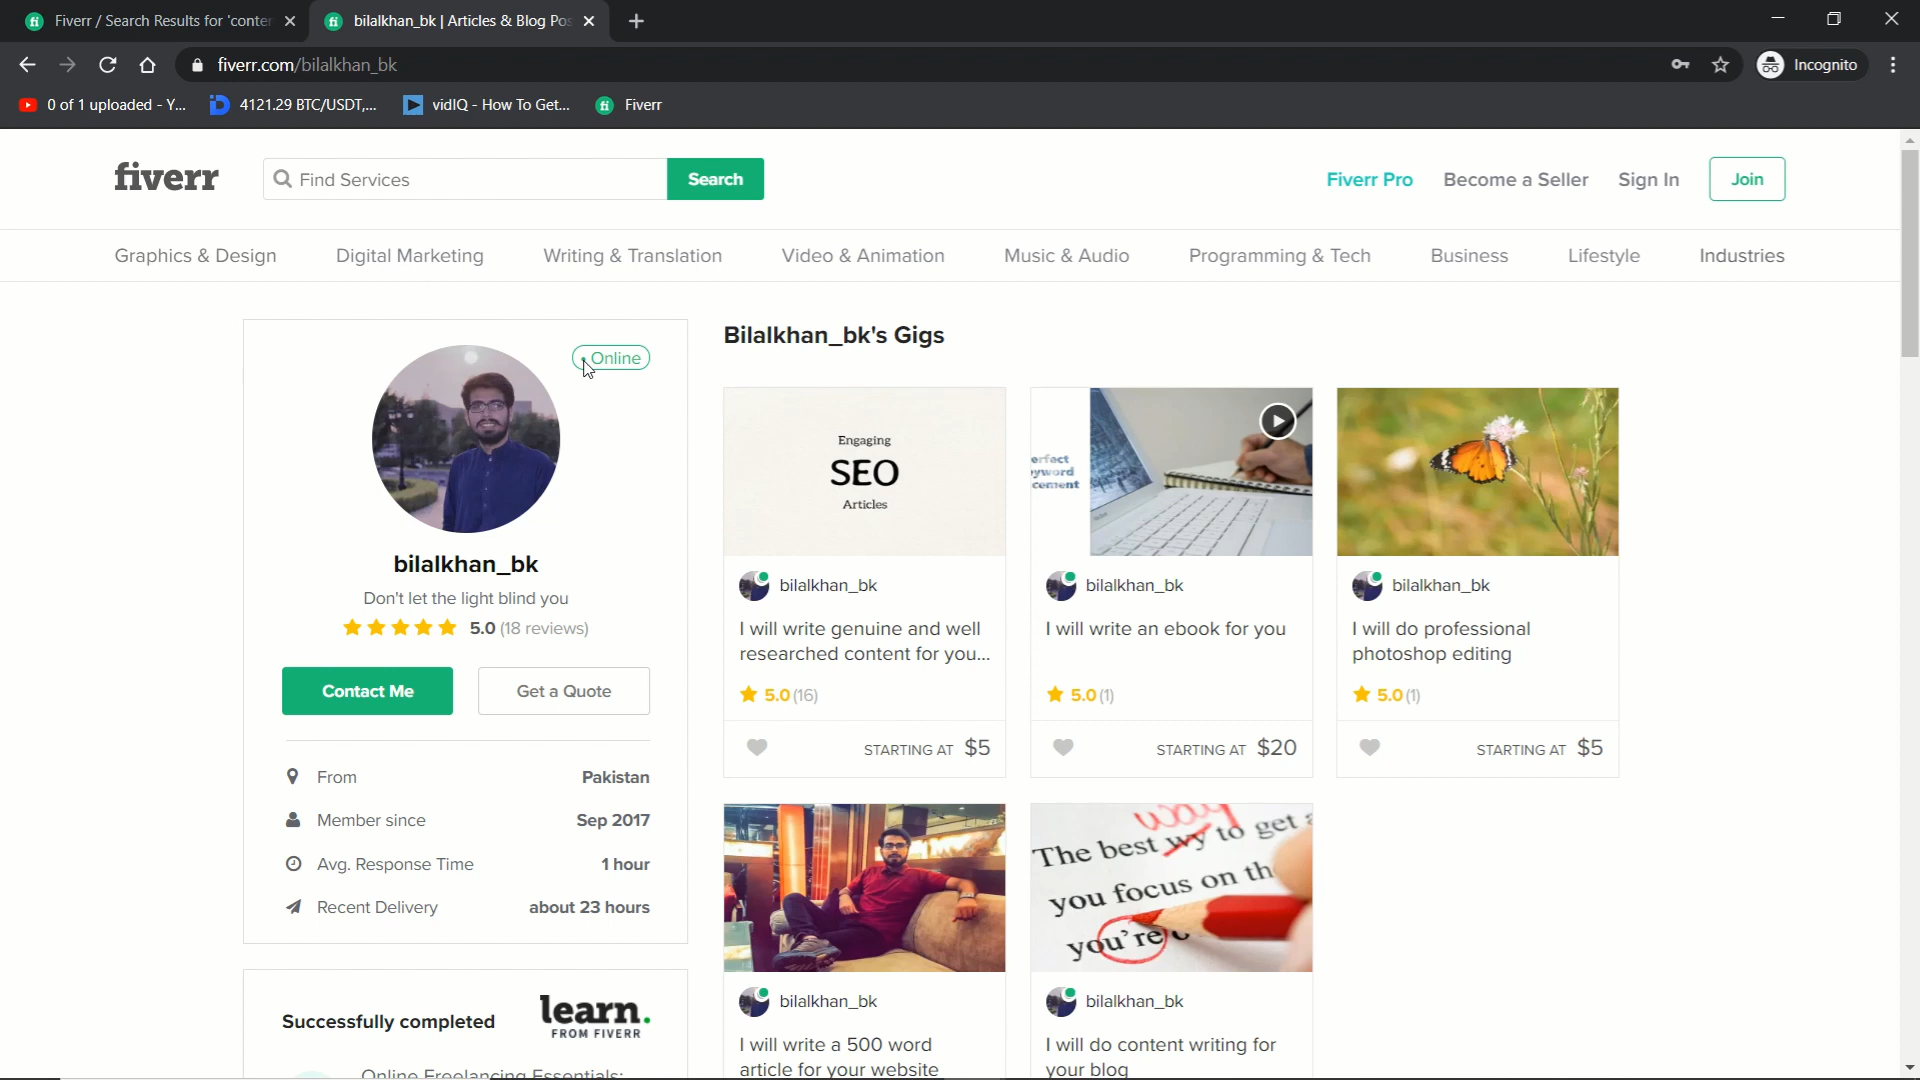 Fiverr / Search Results for 'conter
bilalkhan_bk | Articles & Blog Pos
fiverr.com/bilalkhan_bk
Incognito
0 of 1 uploaded - Y...
4121.29 BTC/USDT,...
vidIQ - How To Get...
Fiverr
fiverr
Find Services
Search
Fiverr Pro
Become a Seller
Sign In
Join
Graphics & Design
Digital Marketing
Writing & Translation
Video & Animation
Music & Audio
Programming & Tech
Business
Lifestyle
Industries
Online
bilalkhan_bk
Don't let the light blind you
5.0 (18 reviews)
Contact Me
Get a Quote
From Pakistan
Member since Sep 2017
Avg. Response Time 1 hour
Recent Delivery about 23 hours
Successfully completed
learn.
FROM FIVERR
Online Freelancing Essentials:
Bilalkhan_bk's Gigs
Engaging
SEO
Articles
bilalkhan_bk
I will write genuine and well
researched content for you...
5.0 (16)
STARTING AT $5
erfect
eyword
cement
bilalkhan_bk
I will write an ebook for you
5.0 (1)
STARTING AT $20
bilalkhan_bk
I will do professional
photoshop editing
5.0 (1)
STARTING AT $5
bilalkhan_bk
I will write a 500 word
article for your website
way
The best wy to get
you focus on th
you're
bilalkhan_bk
I will do content writing for
your blog